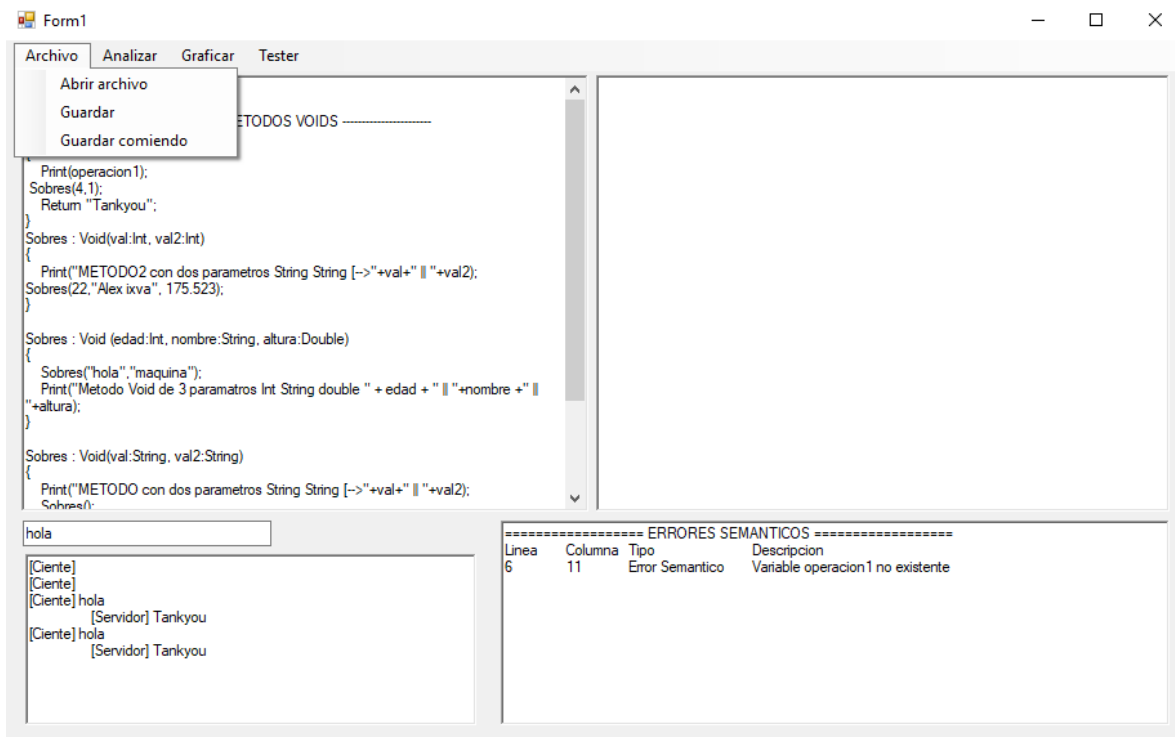 Form1
Archivo Analizar Graficar Tester
Abrir archivo
Guardar
Guardar comiendo
ETODOS VOIDS -----------------------
{
Print(operacion1);
Sobres(4,1);
Return "Tankyou";
}
Sobres : Void(val:Int, val2:Int)
{
Print("METODO2 con dos parametros String String [-->"+val+" || "+val2);
Sobres(22,"Alex ixva", 175.523);
}
Sobres : Void (edad:Int, nombre:String, altura:Double)
{
Sobres("hola","maquina");
Print("Metodo Void de 3 paramatros Int String double " + edad + " || "+nombre +" ||
"+altura);
}
Sobres : Void(val:String, val2:String)
{
Print("METODO con dos parametros String String [-->"+val+" || "+val2);
Sobres();
hola
[Ciente]
[Ciente]
[Ciente] hola
[Servidor] Tankyou
[Ciente] hola
[Servidor] Tankyou
================== ERRORES SEMANTICOS ==================
Linea Columna Tipo Descripcion
6 11 Error Semantico Variable operacion1 no existente